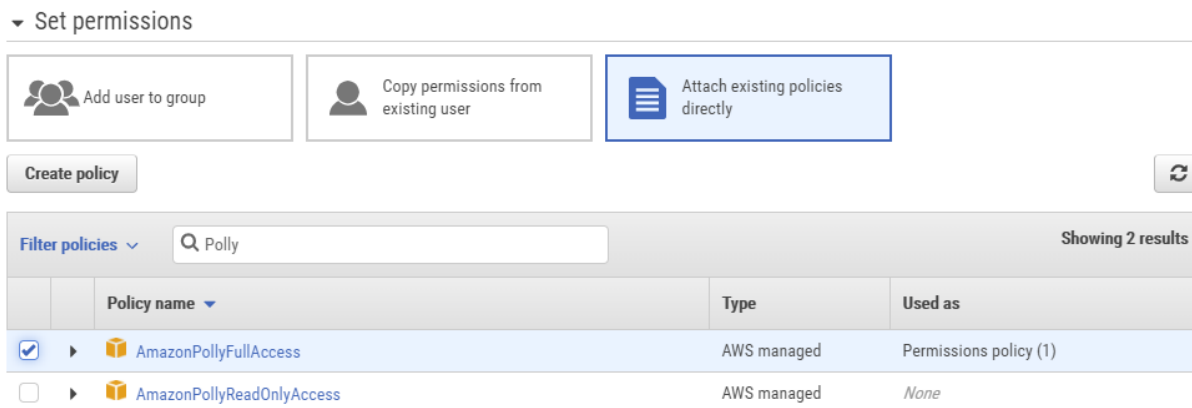 Set permissions
Add user to group
Copy permissions from
existing user
Attach existing policies
directly
Create policy
Filter policies
Polly
Showing 2 results
Policy name Type Used as
AmazonPollyFullAccess AWS managed Permissions policy (1)
AmazonPollyReadOnlyAccess AWS managed None